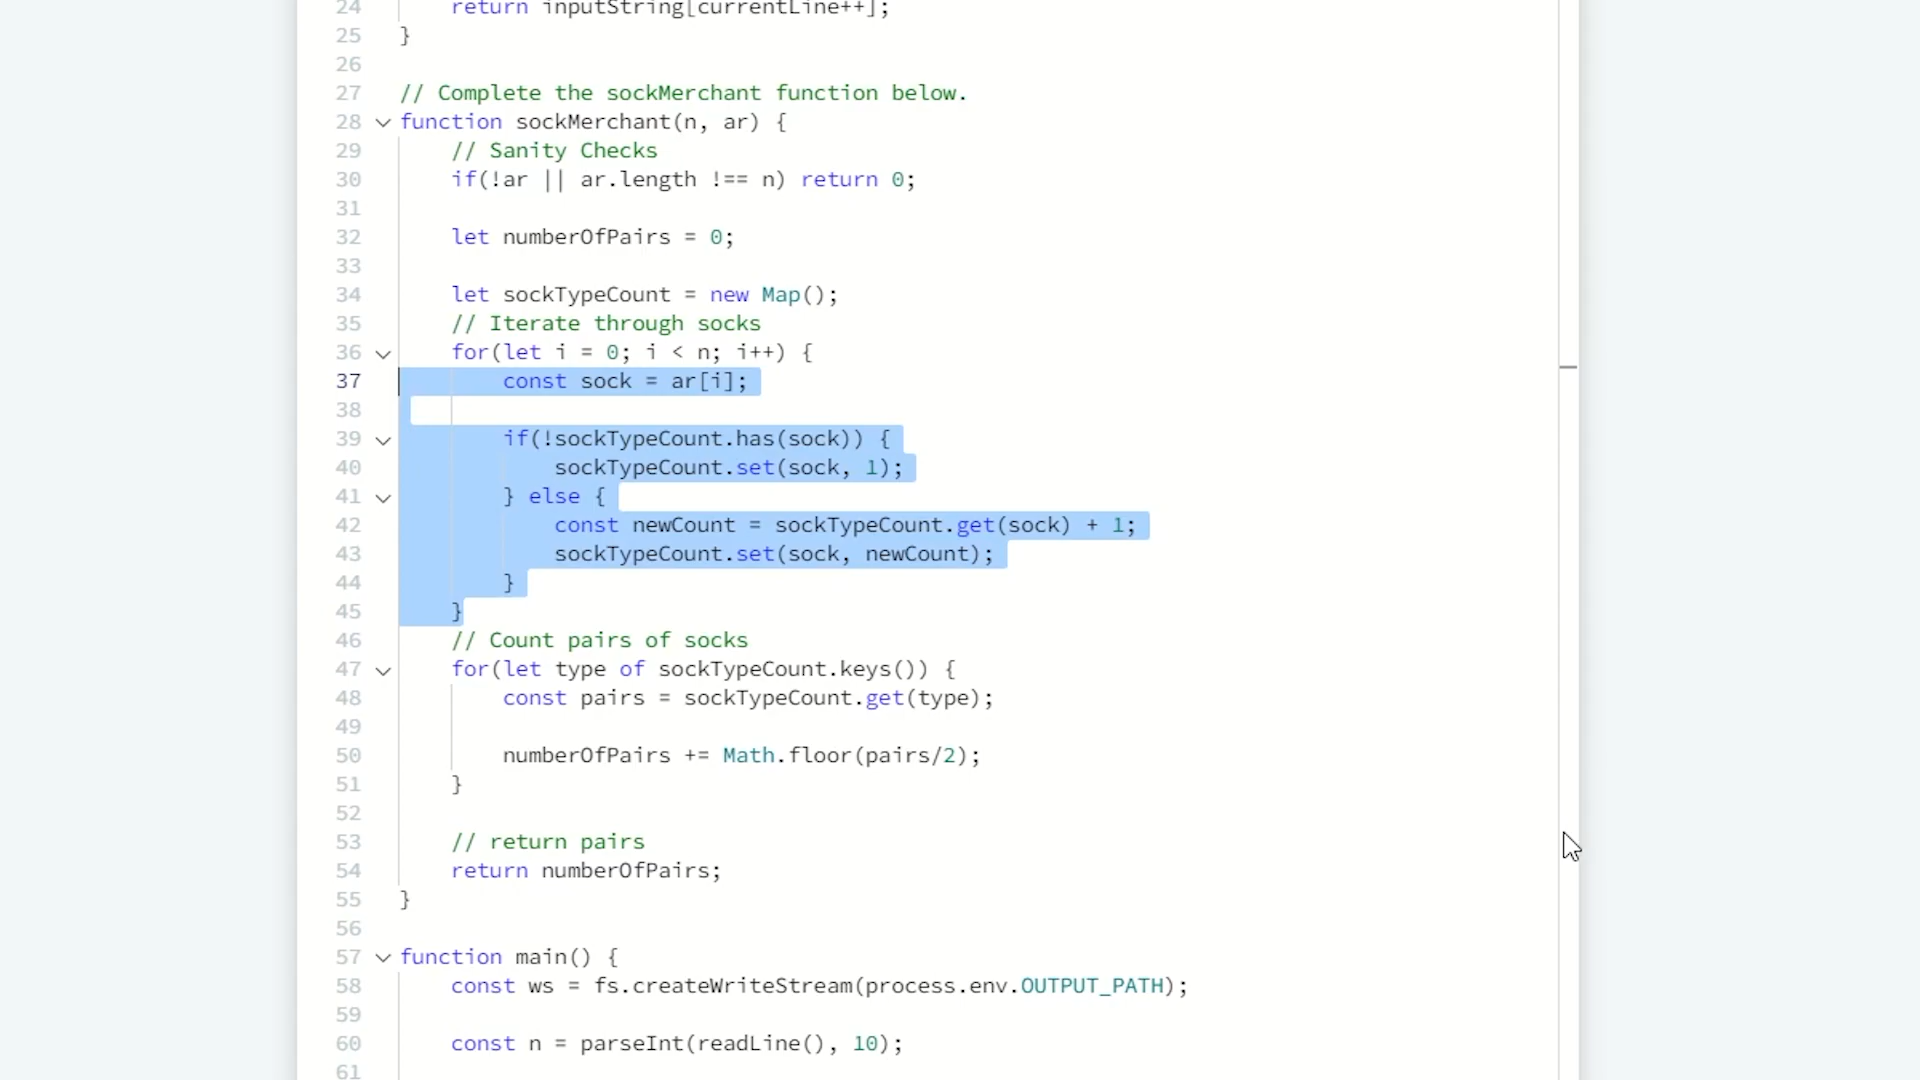 24 return inputString[currentLine++];
25 }
26
27 // Complete the sockMerchant function below.
28 function sockMerchant(n, ar) {
29 // Sanity Checks
30 if(!ar || ar.length !== n) return 0;
31
32 let numberOfPairs = 0;
33
34 let sockTypeCount = new Map();
35 // Iterate through socks
36 for(let i = 0; i < n; i++) {
37 const sock = ar[i];
38
39 if(!sockTypeCount.has(sock)) {
40 sockTypeCount.set(sock, 1);
41 } else {
42 const newCount = sockTypeCount.get(sock) + 1;
43 sockTypeCount.set(sock, newCount);
44 }
45 }
46 // Count pairs of socks
47 for(let type of sockTypeCount.keys()) {
48 const pairs = sockTypeCount.get(type);
49
50 numberOfPairs += Math.floor(pairs/2);
51 }
52
53 // return pairs
54 return numberOfPairs;
55 }
56
57 function main() {
58 const ws = fs.createWriteStream(process.env.OUTPUT_PATH);
59
60 const n = parseInt(readLine(), 10);
61